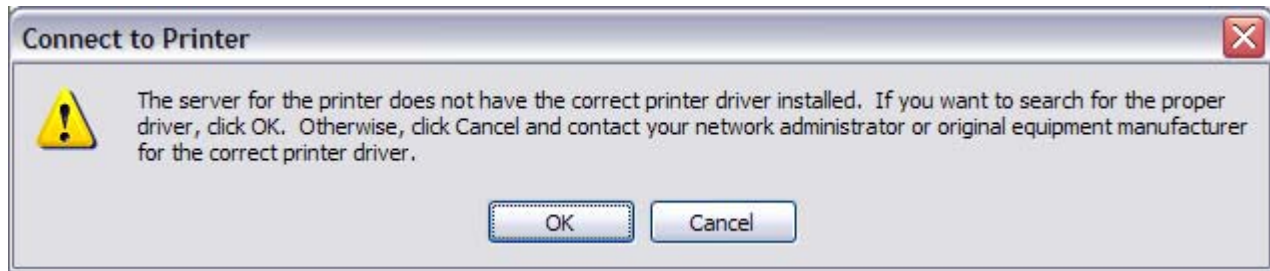 Connect to Printer
The server for the printer does not have the correct printer driver installed.  If you want to search for the proper
driver, click OK.  Otherwise, click Cancel and contact your network administrator or original equipment manufacturer
for the correct printer driver.
OK
Cancel